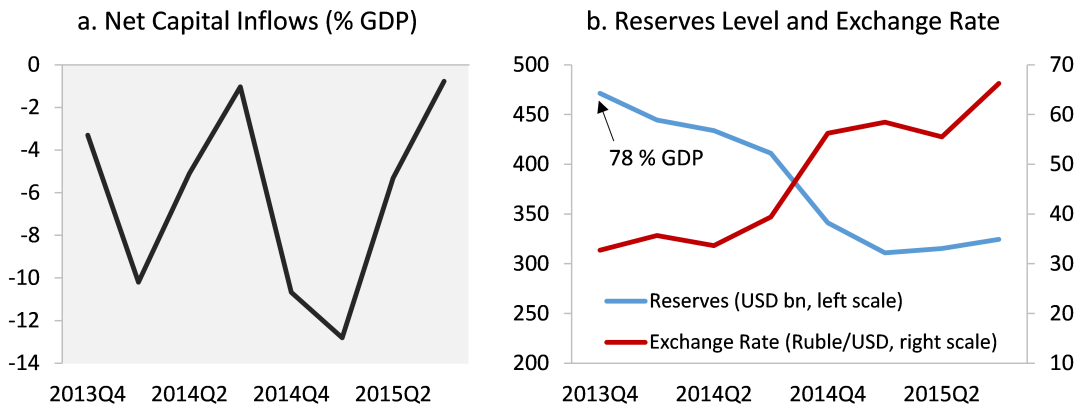 a. Net Capital Inflows (% GDP)
0
-2
-4
-6
-8
-10
-12
-14
2013Q4 2014Q2 2014Q4 2015Q2
b. Reserves Level and Exchange Rate
500 70
450 60
400 50
350 40
300 30
250 20
200 10
78 % GDP
Reserves (USD bn, left scale)
Exchange Rate (Ruble/USD, right scale)
2013Q4 2014Q2 2014Q4 2015Q2